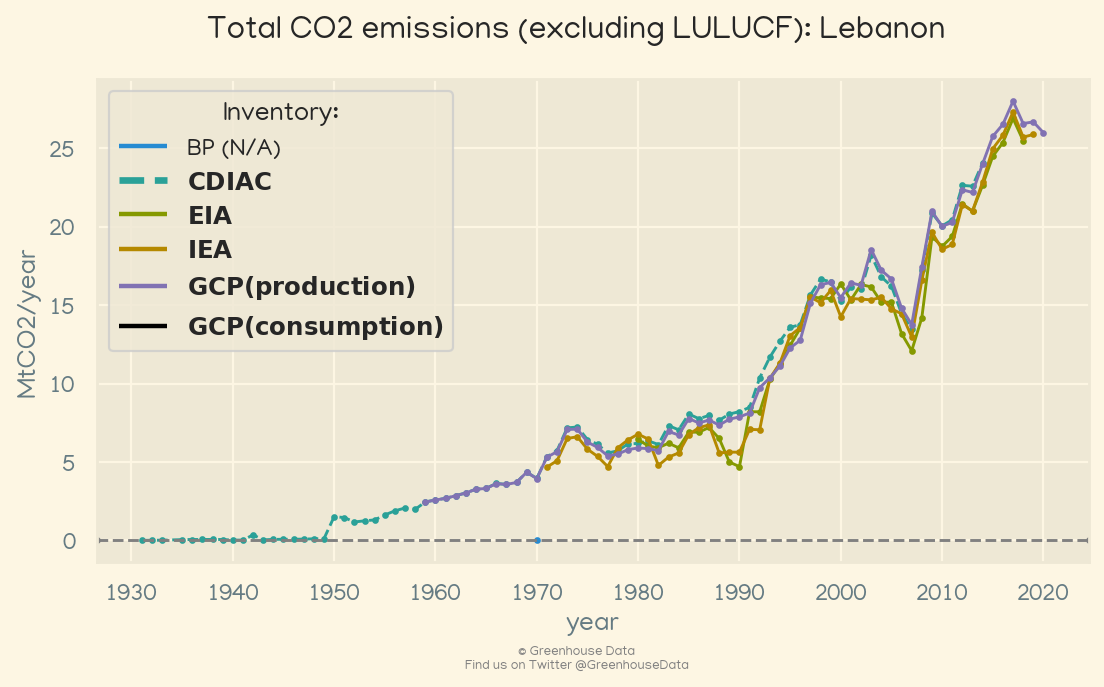 Total CO2 emissions (excluding LULUCF): Lebanon
Inventory:
BP (N/A)
CDIAC
EIA
IEA
GCP(production)
GCP(consumption)
MtCO2/year
25
20
15
10
5
0
1930 1940 1950 1960 1970 1980 1990 2000 2010 2020
year
© Greenhouse Data
Find us on Twitter @GreenhouseData